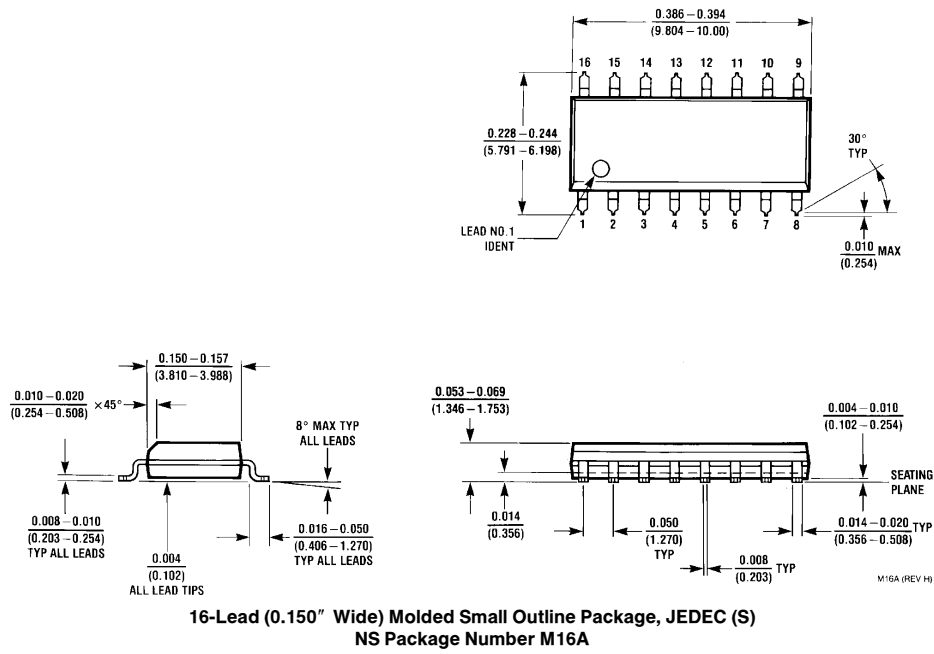 0.386 – 0.394
(9.804 – 10.00)
16 15 14 13 12 11 10 9
0.228 – 0.244
(5.791 – 6.198)
30°
TYP
LEAD NO.1
IDENT
1 2 3 4 5 6 7 8
0.010 MAX
(0.254)
0.150 – 0.157
(3.810 – 3.988)
0.010 – 0.020 ×45°
(0.254 – 0.508)
8° MAX TYP
ALL LEADS
0.008 – 0.010
(0.203 – 0.254)
TYP ALL LEADS
0.004
(0.102)
ALL LEAD TIPS
0.016 – 0.050
(0.406 – 1.270)
TYP ALL LEADS
0.053 – 0.069
(1.346 – 1.753)
0.004 – 0.010
(0.102 – 0.254)
SEATING
PLANE
0.014
(0.356)
0.050
(1.270)
TYP
0.014 – 0.020 TYP
(0.356 – 0.508)
0.008 TYP
(0.203)
M16A (REV H)
16-Lead (0.150″ Wide) Molded Small Outline Package, JEDEC (S)
NS Package Number M16A